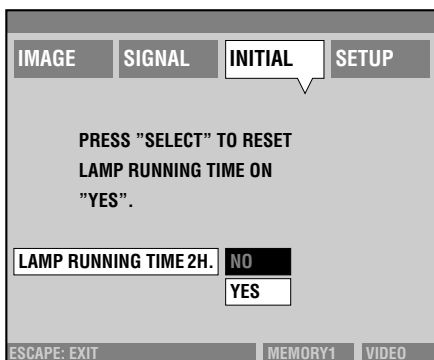 IMAGE SIGNAL INITIAL SETUP
PRESS ”SELECT” TO RESET
LAMP RUNNING TIME ON
”YES”.
LAMP RUNNING TIME 2H. NO
YES
ESCAPE: EXIT MEMORY1 VIDEO